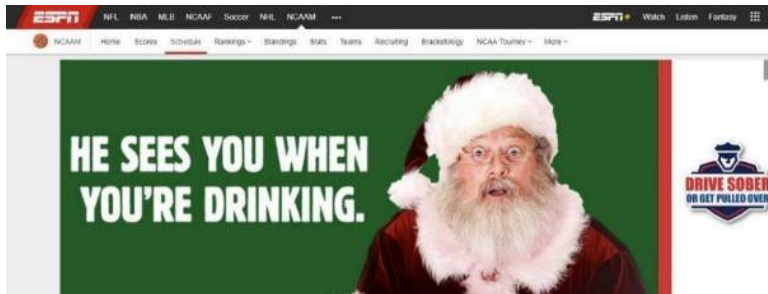 ESPN NFL NBA MLB NCAAF Soccer NHL NCAAM ••• ESPN+ Watch Listen Fantasy
NCAAM Home Scores Schedule Rankings Standings Stats Teams Recruiting Bracketology NCAA Tourney More
HE SEES YOU WHEN
YOU'RE DRINKING.
DRIVE SOBER
OR GET PULLED OVER